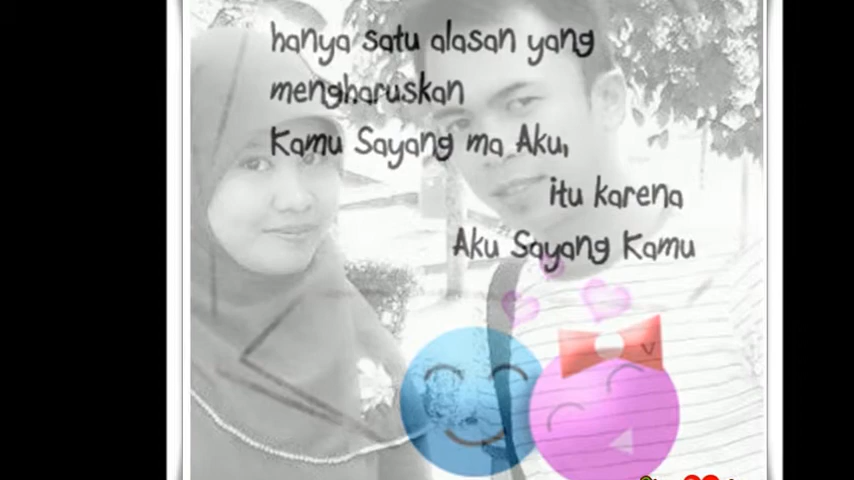 hanya satu alasan yang
mengharuskan
Kamu Sayang ma Aku,
itu karena
Aku Sayang Kamu